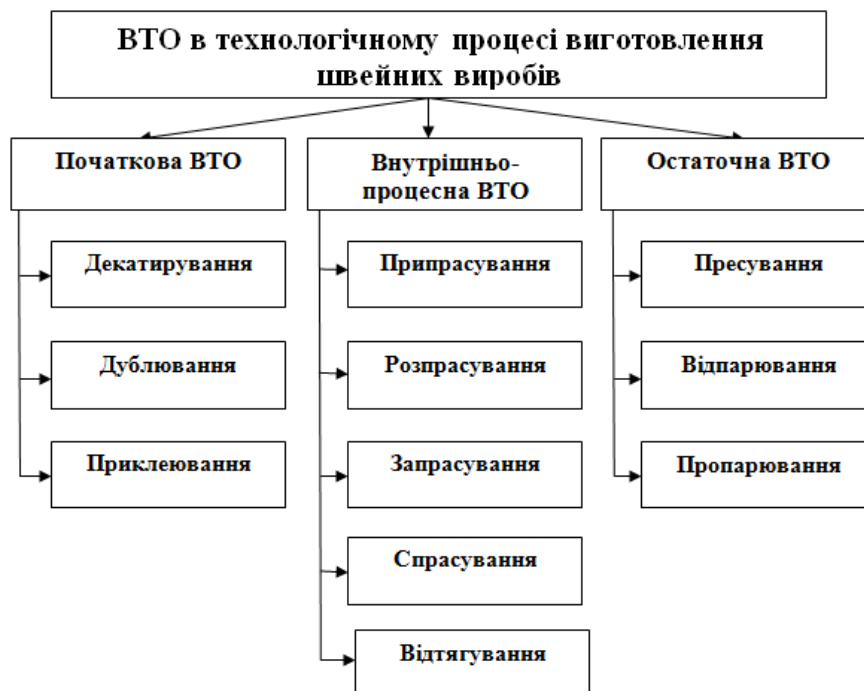 ВТО в технологічному процесі виготовлення
швейних виробів
Початкова ВТО
Внутрішньо-
процесна ВТО
Остаточна ВТО
Декатирування
Припрасування
Пресування
Дублювання
Розпрасування
Відпарювання
Приклеювання
Запрасування
Пропарювання
Спрасування
Відтягування